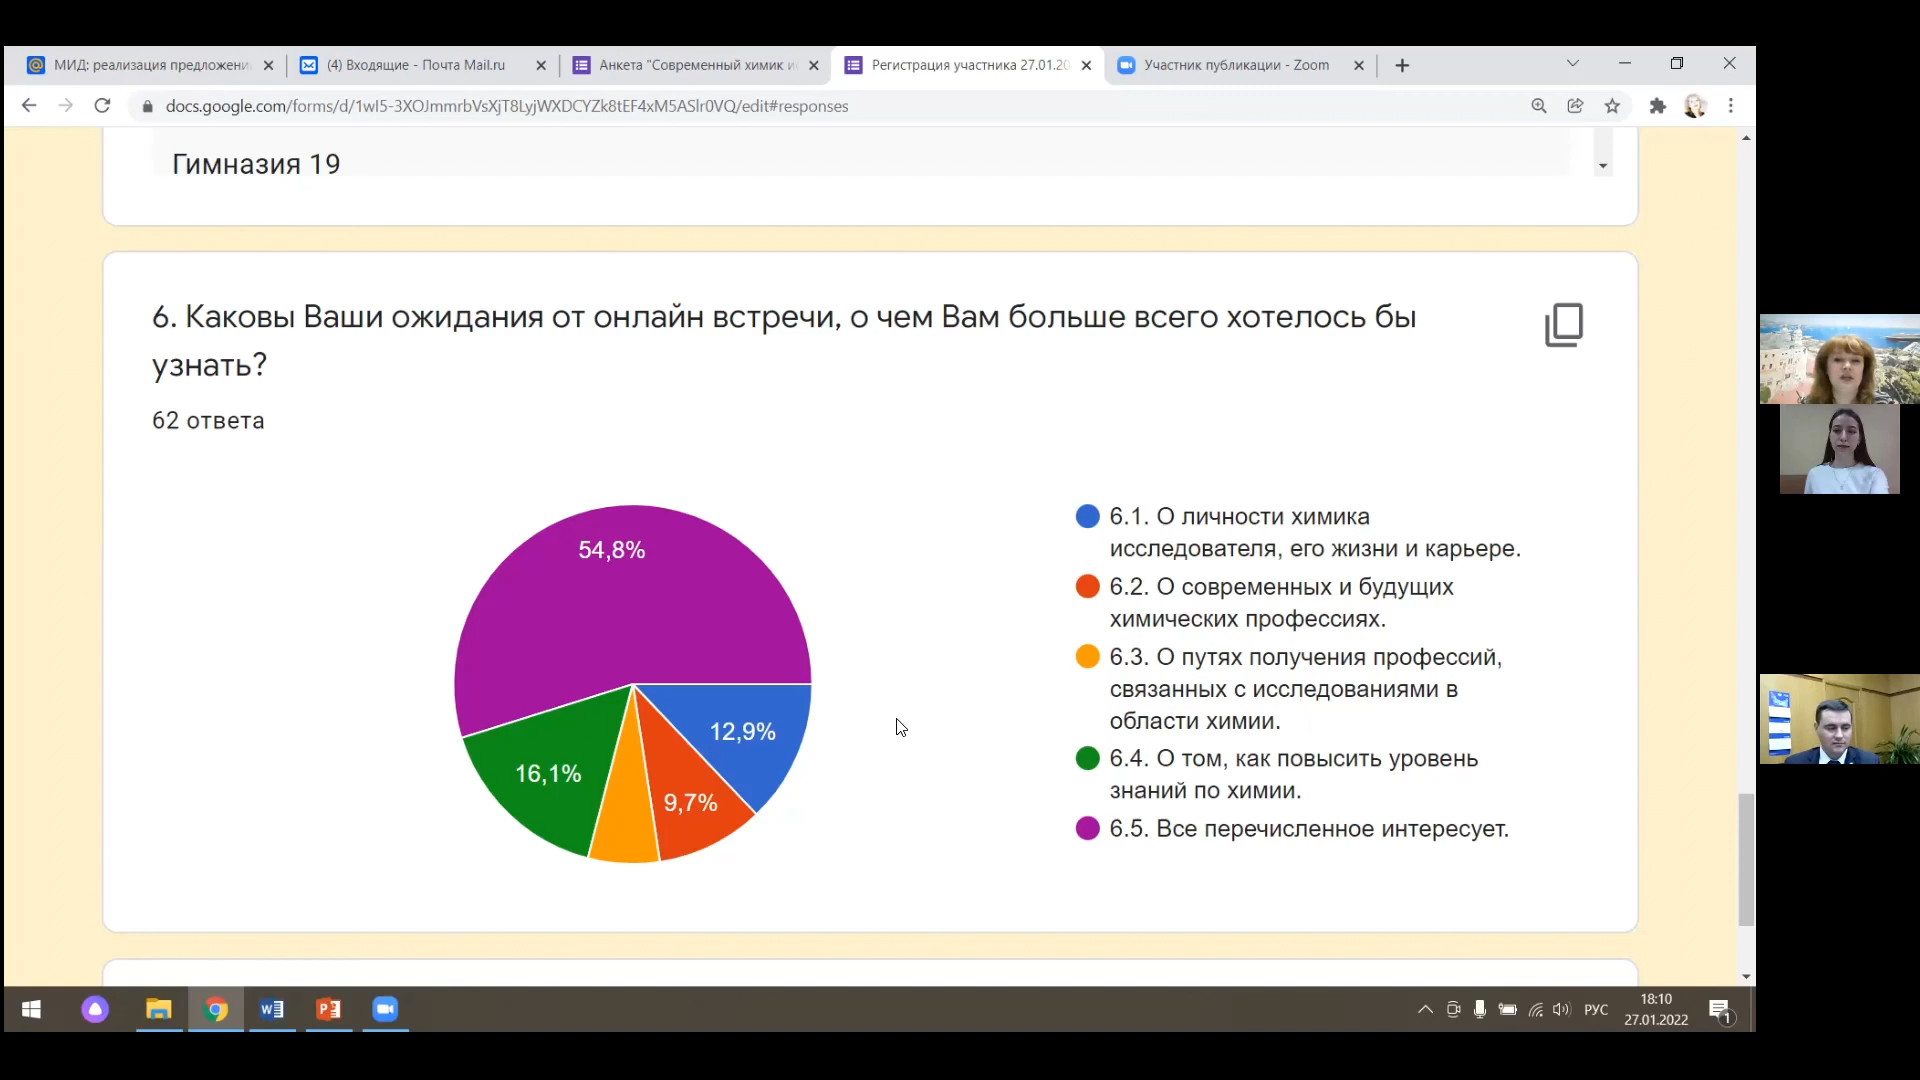 МИД: реализация предложени
(4) Входящие - Почта Mail.ru
Анкета "Современный химик и
Регистрация участника 27.01.20
Участник публикации - Zoom
docs.google.com/forms/d/1wI5-3XOJmmrbVsXjT8LyjWXDCYZk8tEF4xM5ASlr0VQ/edit#responses
Гимназия 19
6. Каковы Ваши ожидания от онлайн встречи, о чем Вам больше всего хотелось бы
узнать?
62 ответа
54,8%
12,9%
16,1%
9,7%
6.1. О личности химика
исследователя, его жизни и карьере.
6.2. О современных и будущих
химических профессиях.
6.3. О путях получения профессий,
связанных с исследованиями в
области химии.
6.4. О том, как повысить уровень
знаний по химии.
6.5. Все перечисленное интересует.
РУС
18:10
27.01.2022
1